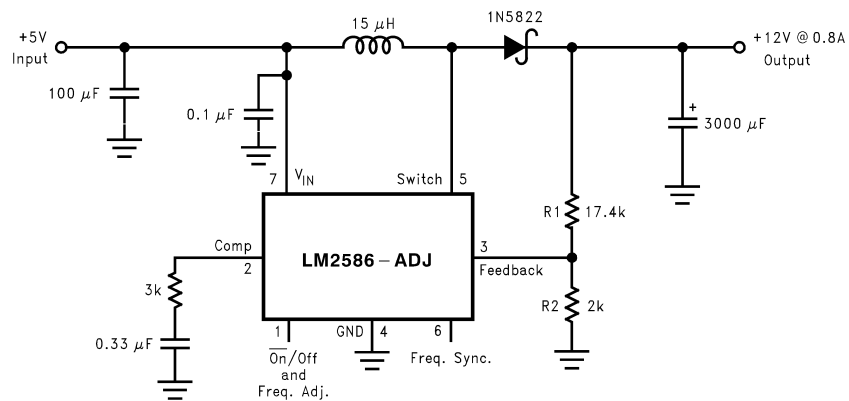 1N5822
15 μH
+5V
Input
+12V @ 0.8A
Output
100 μF
0.1 μF
+
3000 μF
7
VIN
Switch
5
R1
17.4k
Comp
2
LM2586-ADJ
3
Feedback
3k
R2
2k
0.33 μF
1
GND
4
6
On/Off
and
Freq. Adj.
Freq. Sync.